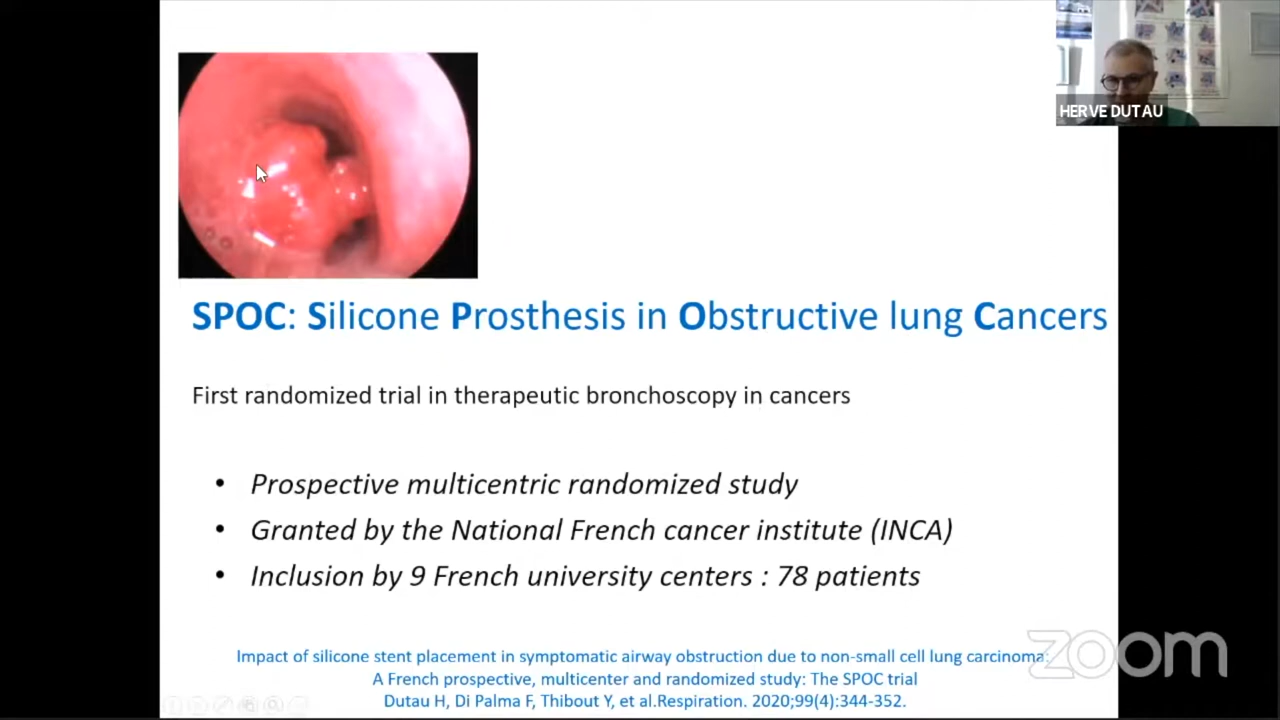 HERVE DUTAU
SPOC: Silicone Prosthesis in Obstructive lung Cancers
First randomized trial in therapeutic bronchoscopy in cancers
• Prospective multicentric randomized study
• Granted by the National French cancer institute (INCA)
• Inclusion by 9 French university centers : 78 patients
Impact of silicone stent placement in symptomatic airway obstruction due to non-small cell lung carcinoma:
A French prospective, multicenter and randomized study: The SPOC trial
Dutau H, Di Palma F, Thibout Y, et al.Respiration. 2020;99(4):344-352.
zoom